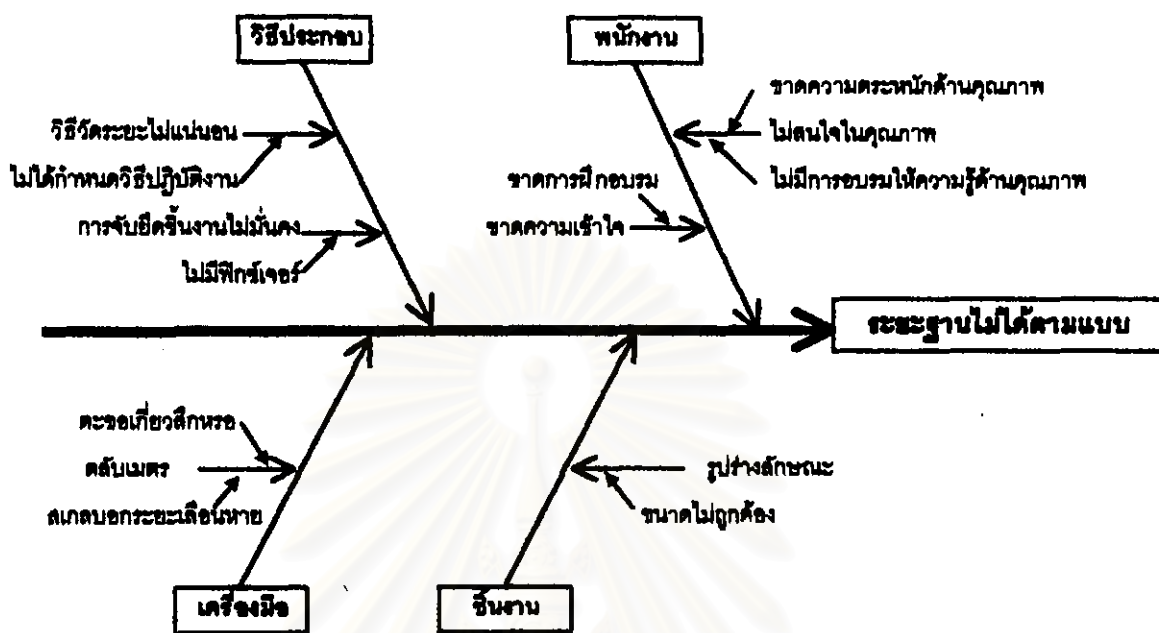 วิธีประกอบ
พนักงาน
ขาดความตระหนักด้านคุณภาพ
วิธีวัดระยะไม่แน่นอน
ไม่สนใจในคุณภาพ
ไม่ได้กำหนดวิธีปฏิบัติงาน
ขาดการฝึกอบรม
ไม่มีการอบรมให้ความรู้ด้านคุณภาพ
การจับยึดชิ้นงานไม่มั่นคง
ขาดความเข้าใจ
ไม่มีฟิกซ์เจอร์
ระยะฐานไม่ได้ตามแบบ
ตะขอเกี่ยวสึกหรอ
ตลับเมตร
รูปร่างลักษณะ
สเกลบอกระยะเลือนหาย
ขนาดไม่ถูกต้อง
เครื่องมือ
ชิ้นงาน